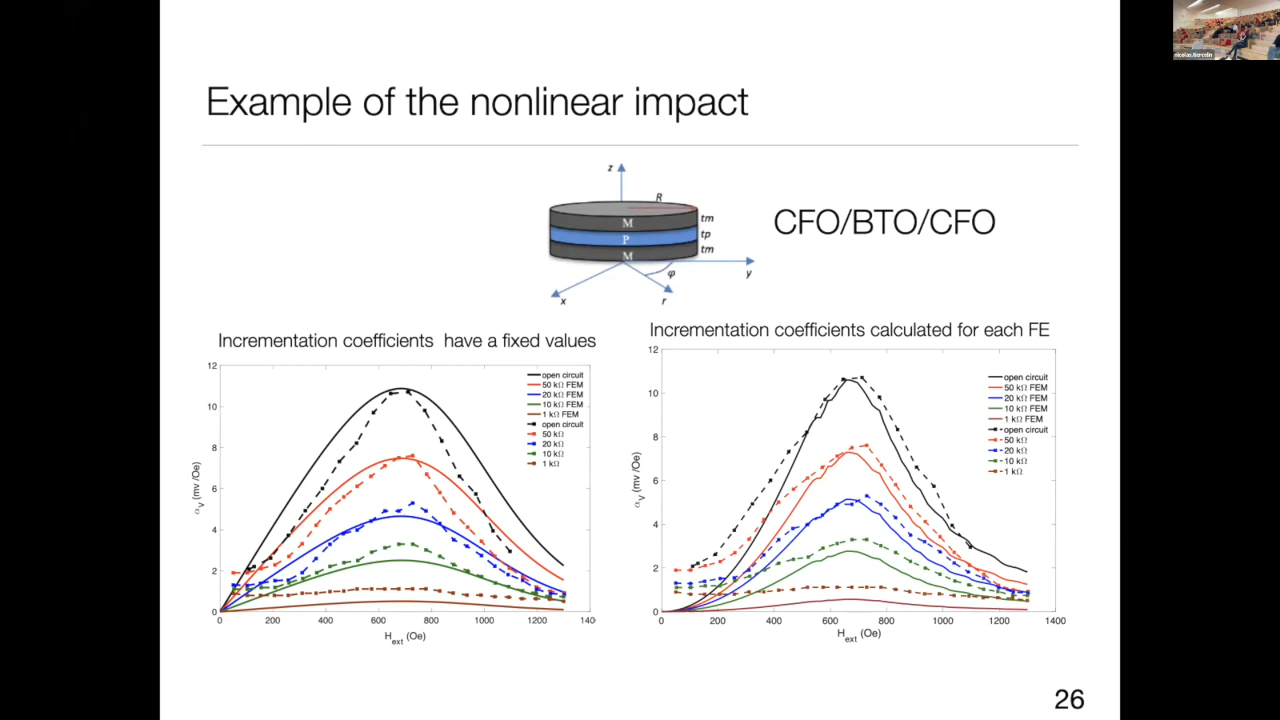 nicolas.tiercelin
Example of the nonlinear impact
z
R
M
tm
P
tp
M
tm
φ
y
x
r
CFO/BTO/CFO
Incrementation coefficients have a fixed values
12
10
8
6
4
2
0
0 200 400 600 800 1000 1200 140
α_V (mv /Oe)
H_ext (Oe)
open circuit
50 kΩ FEM
20 kΩ FEM
10 kΩ FEM
1 kΩ FEM
open circuit
50 kΩ
20 kΩ
10 kΩ
1 kΩ
Incrementation coefficients calculated for each FE
12
10
8
6
4
2
0
0 200 400 600 800 1000 1200 1400
α_V (mv /Oe)
H_ext (Oe)
open circuit
50 kΩ FEM
20 kΩ FEM
10 kΩ FEM
1 kΩ FEM
open circuit
50 kΩ
20 kΩ
10 kΩ
1 kΩ
26